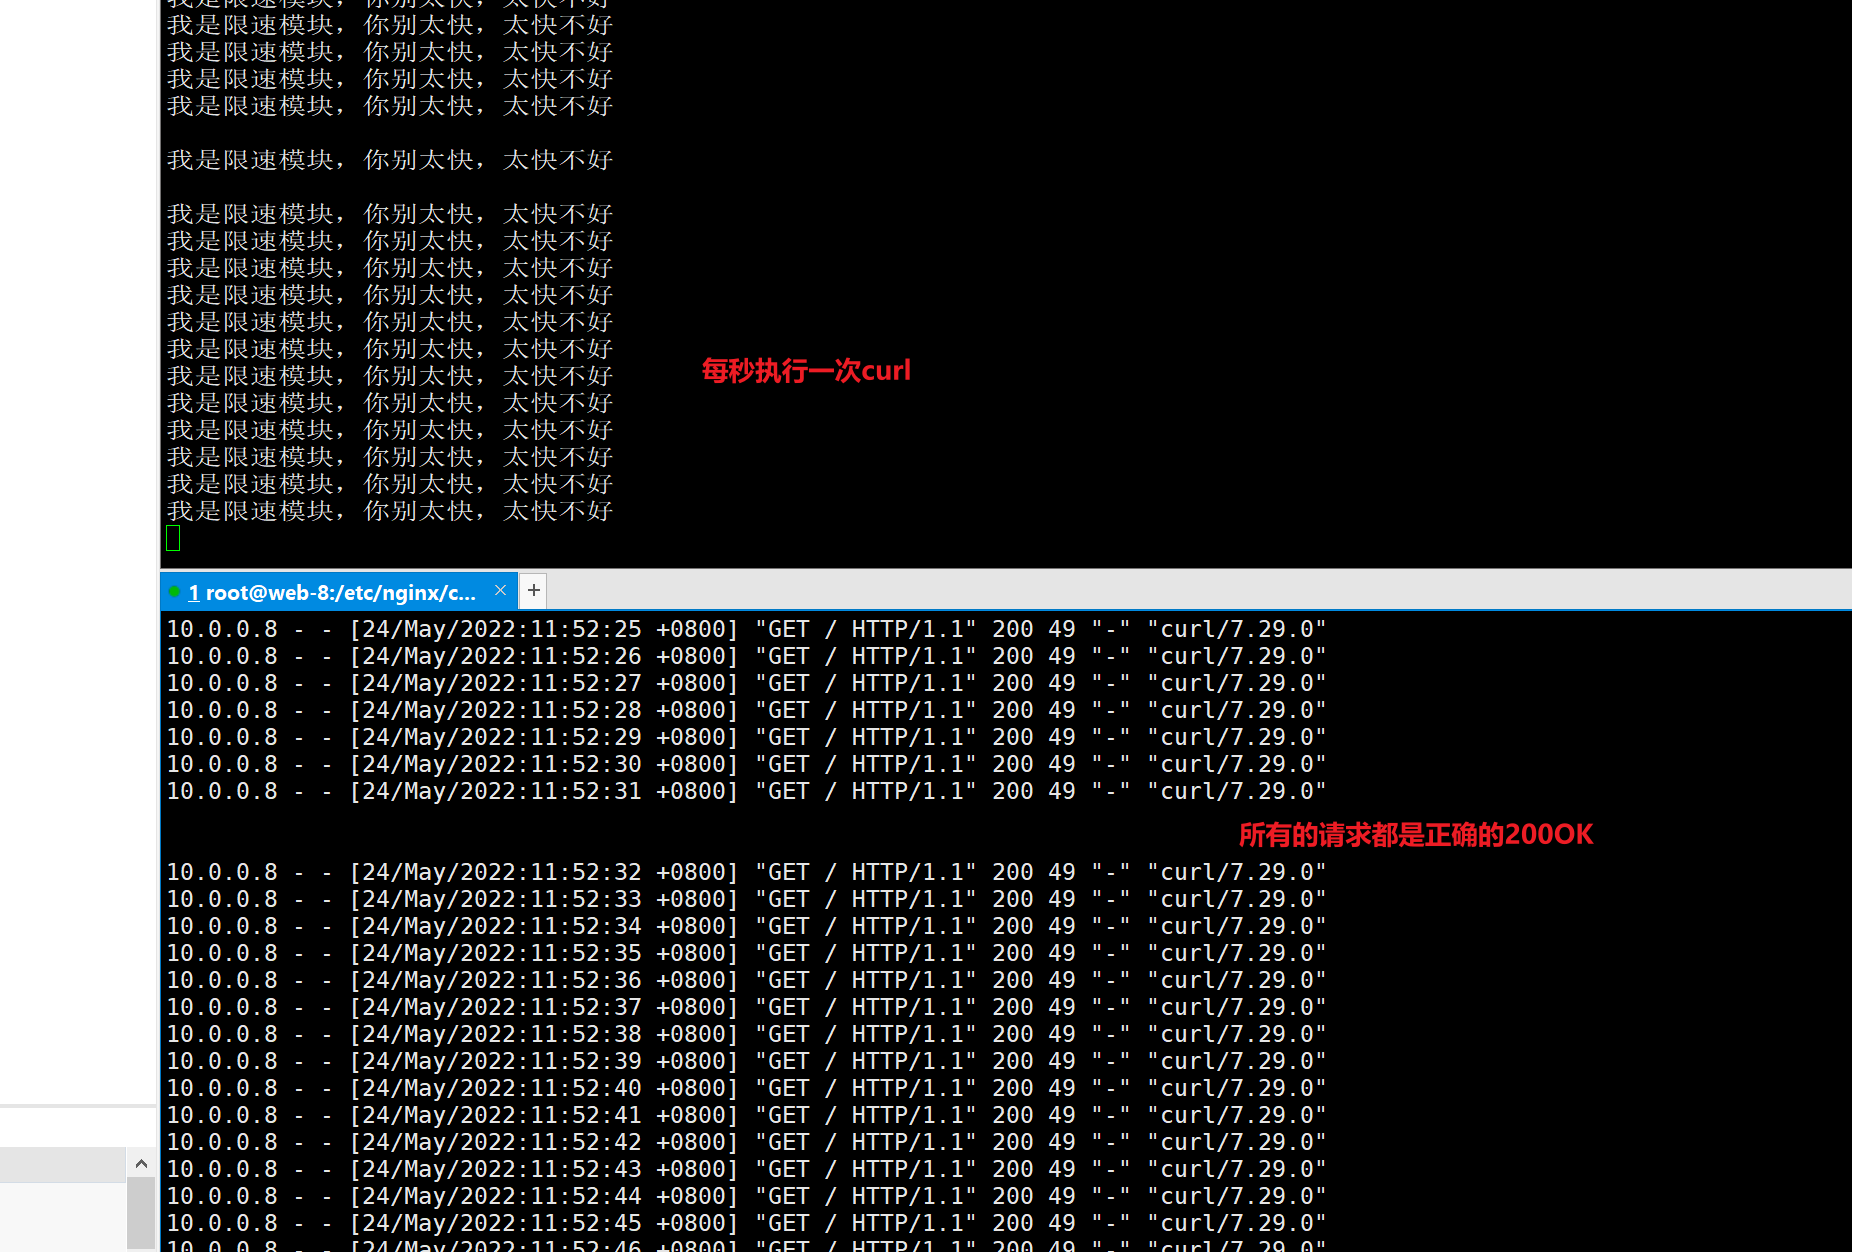 我是限速模块，你别太快，太快不好
我是限速模块，你别太快，太快不好
我是限速模块，你别太快，太快不好
我是限速模块，你别太快，太快不好
我是限速模块，你别太快，太快不好
我是限速模块，你别太快，太快不好
我是限速模块，你别太快，太快不好
我是限速模块，你别太快，太快不好
我是限速模块，你别太快，太快不好
我是限速模块，你别太快，太快不好
我是限速模块，你别太快，太快不好
我是限速模块，你别太快，太快不好
每秒执行一次curl
我是限速模块，你别太快，太快不好
我是限速模块，你别太快，太快不好
我是限速模块，你别太快，太快不好
我是限速模块，你别太快，太快不好
我是限速模块，你别太快，太快不好
我是限速模块，你别太快，太快不好
1 root@web-8:/etc/nginx/c... × +
10.0.0.8 - - [24/May/2022:11:52:25 +0800] "GET / HTTP/1.1" 200 49 "-" "curl/7.29.0"
10.0.0.8 - - [24/May/2022:11:52:26 +0800] "GET / HTTP/1.1" 200 49 "-" "curl/7.29.0"
10.0.0.8 - - [24/May/2022:11:52:27 +0800] "GET / HTTP/1.1" 200 49 "-" "curl/7.29.0"
10.0.0.8 - - [24/May/2022:11:52:28 +0800] "GET / HTTP/1.1" 200 49 "-" "curl/7.29.0"
10.0.0.8 - - [24/May/2022:11:52:29 +0800] "GET / HTTP/1.1" 200 49 "-" "curl/7.29.0"
10.0.0.8 - - [24/May/2022:11:52:30 +0800] "GET / HTTP/1.1" 200 49 "-" "curl/7.29.0"
10.0.0.8 - - [24/May/2022:11:52:31 +0800] "GET / HTTP/1.1" 200 49 "-" "curl/7.29.0"
所有的请求都是正确的200OK
10.0.0.8 - - [24/May/2022:11:52:32 +0800] "GET / HTTP/1.1" 200 49 "-" "curl/7.29.0"
10.0.0.8 - - [24/May/2022:11:52:33 +0800] "GET / HTTP/1.1" 200 49 "-" "curl/7.29.0"
10.0.0.8 - - [24/May/2022:11:52:34 +0800] "GET / HTTP/1.1" 200 49 "-" "curl/7.29.0"
10.0.0.8 - - [24/May/2022:11:52:35 +0800] "GET / HTTP/1.1" 200 49 "-" "curl/7.29.0"
10.0.0.8 - - [24/May/2022:11:52:36 +0800] "GET / HTTP/1.1" 200 49 "-" "curl/7.29.0"
10.0.0.8 - - [24/May/2022:11:52:37 +0800] "GET / HTTP/1.1" 200 49 "-" "curl/7.29.0"
10.0.0.8 - - [24/May/2022:11:52:38 +0800] "GET / HTTP/1.1" 200 49 "-" "curl/7.29.0"
10.0.0.8 - - [24/May/2022:11:52:39 +0800] "GET / HTTP/1.1" 200 49 "-" "curl/7.29.0"
10.0.0.8 - - [24/May/2022:11:52:40 +0800] "GET / HTTP/1.1" 200 49 "-" "curl/7.29.0"
10.0.0.8 - - [24/May/2022:11:52:41 +0800] "GET / HTTP/1.1" 200 49 "-" "curl/7.29.0"
10.0.0.8 - - [24/May/2022:11:52:42 +0800] "GET / HTTP/1.1" 200 49 "-" "curl/7.29.0"
10.0.0.8 - - [24/May/2022:11:52:43 +0800] "GET / HTTP/1.1" 200 49 "-" "curl/7.29.0"
10.0.0.8 - - [24/May/2022:11:52:44 +0800] "GET / HTTP/1.1" 200 49 "-" "curl/7.29.0"
10.0.0.8 - - [24/May/2022:11:52:45 +0800] "GET / HTTP/1.1" 200 49 "-" "curl/7.29.0"
10.0.0.8 - - [24/May/2022:11:52:46 +0800] "GET / HTTP/1.1" 200 49 "-" "curl/7.29.0"